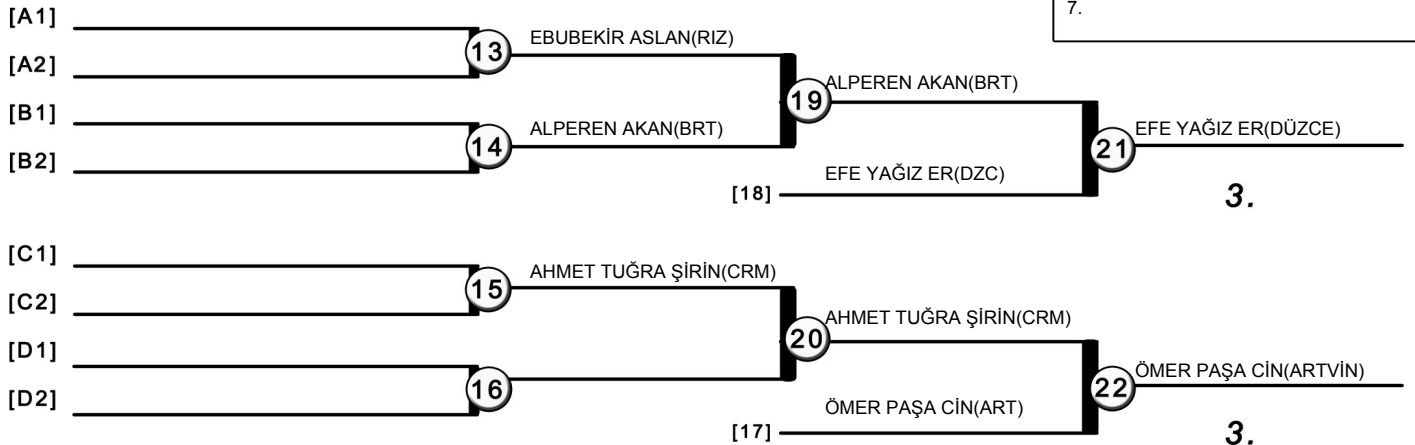 7.
[A1]
13
EBUBEKİR ASLAN(RIZ)
[A2]
19
ALPEREN AKAN(BRT)
[B1]
14
ALPEREN AKAN(BRT)
21
EFE YAĞIZ ER(DÜZCE)
[B2]
[18]
EFE YAĞIZ ER(DZC)
3.
[C1]
15
AHMET TUĞRA ŞİRİN(CRM)
[C2]
20
AHMET TUĞRA ŞİRİN(CRM)
[D1]
16
22
ÖMER PAŞA CİN(ARTVİN)
[D2]
[17]
ÖMER PAŞA CİN(ART)
3.